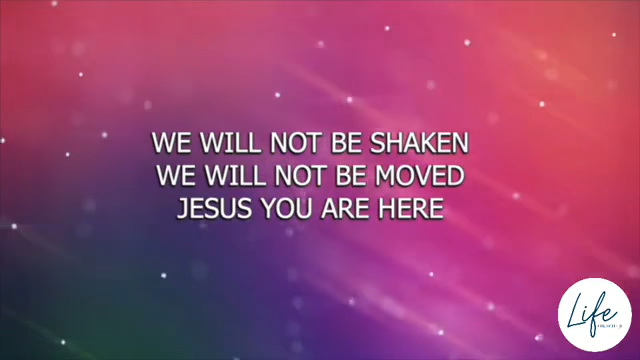 WE WILL NOT BE SHAKEN
WE WILL NOT BE MOVED
JESUS YOU ARE HERE
Life